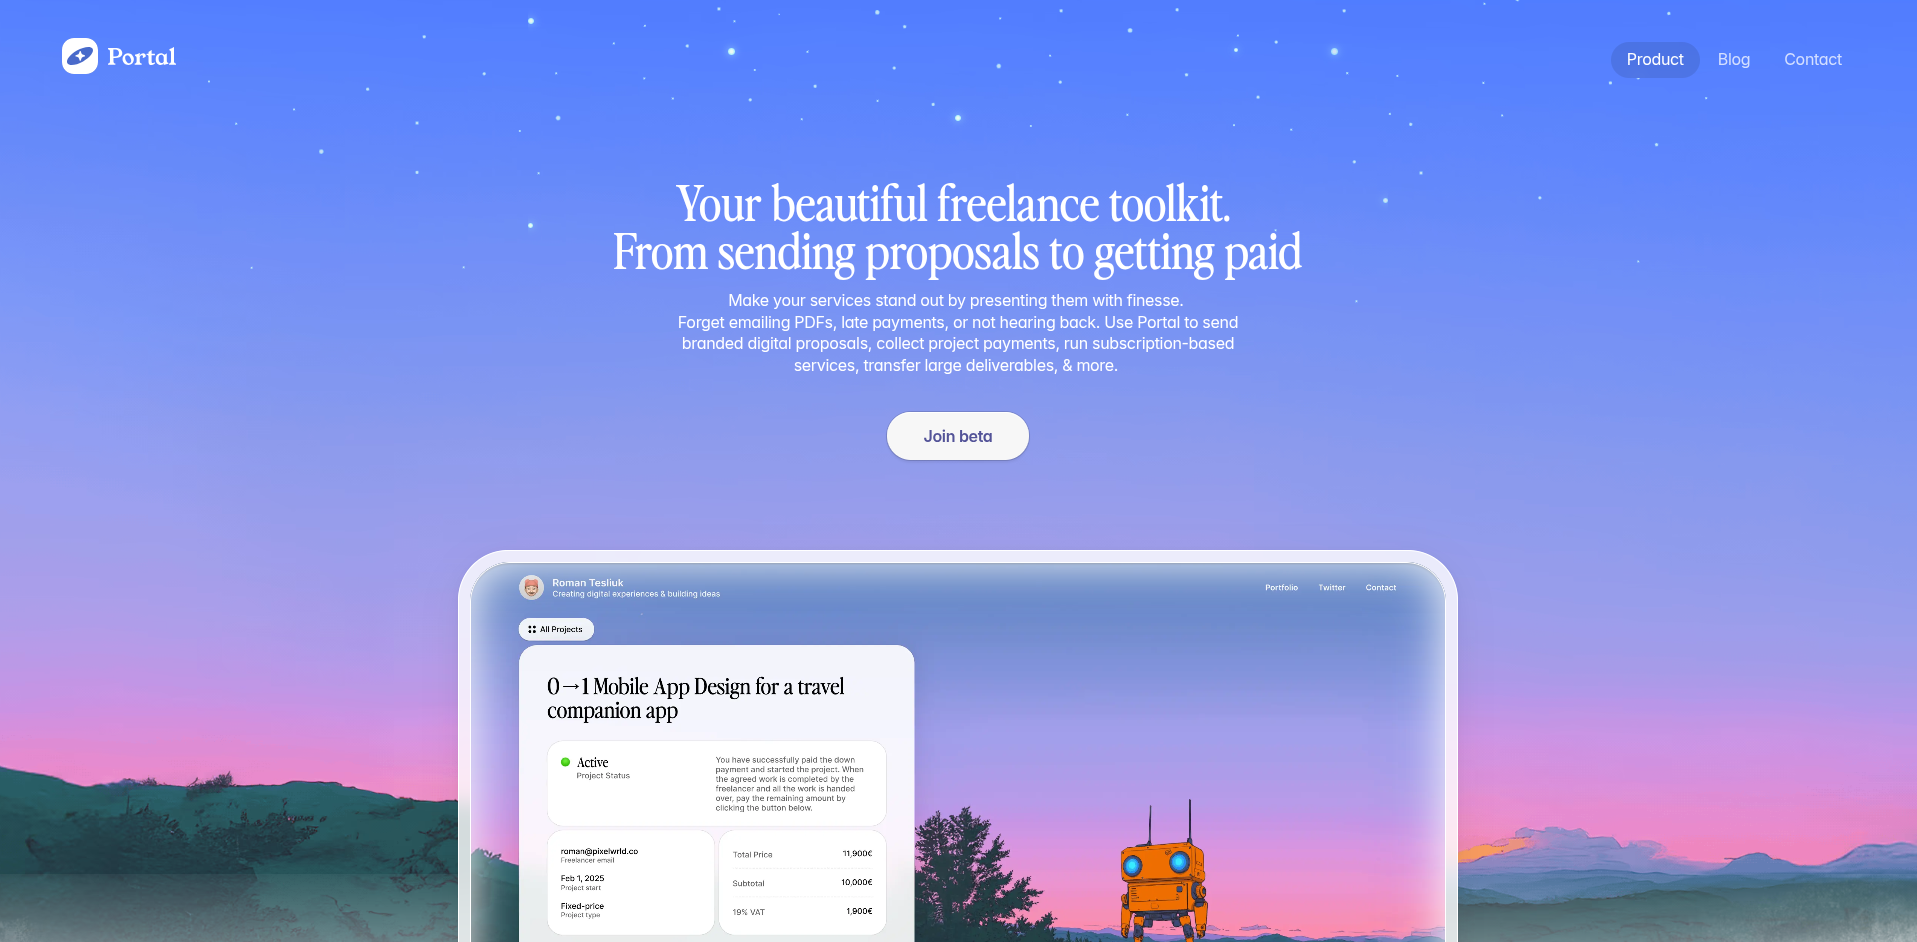 Portal
Product
Blog
Contact
Your beautiful freelance toolkit.
From sending proposals to getting paid
Make your services stand out by presenting them with finesse.
Forget emailing PDFs, late payments, or not hearing back. Use Portal to send
branded digital proposals, collect project payments, run subscription-based
services, transfer large deliverables, & more.
Join beta
Roman Tesliuk
Creating digital experiences & building ideas
Portfolio
Twitter
Contact
All Projects
0→1 Mobile App Design for a travel
companion app
Active
Project Status
You have successfully paid the down
payment and started the project. When
the agreed work is completed by the
freelancer and all the work is handed
over, pay the remaining amount by
clicking the button below.
roman@pixelwrld.co
Freelancer email
Feb 1, 2025
Project start
Fixed-price
Project type
Total Price 11,900€
Subtotal 10,000€
19% VAT 1,900€